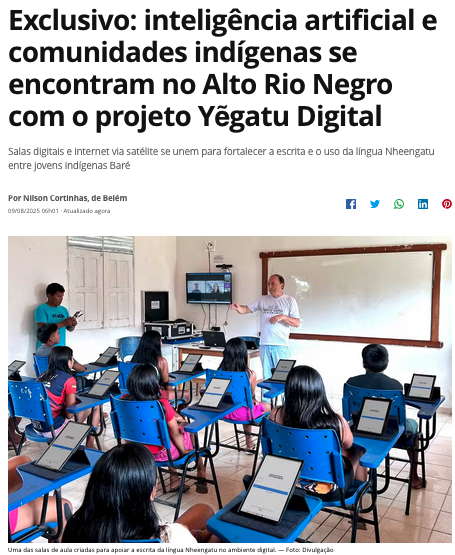 Exclusivo: inteligência artificial e
comunidades indígenas se
encontram no Alto Rio Negro
com o projeto Yẽgatu Digital
Salas digitais e internet via satélite se unem para fortalecer a escrita e o uso da língua Nheengatu
entre jovens indígenas Baré
Por Nilson Cortinhas, de Belém
09/08/2025 06h01 · Atualizado agora
Uma das salas de aula criadas para apoiar a escrita da língua Nheengatu no ambiente digital. — Foto: Divulgação